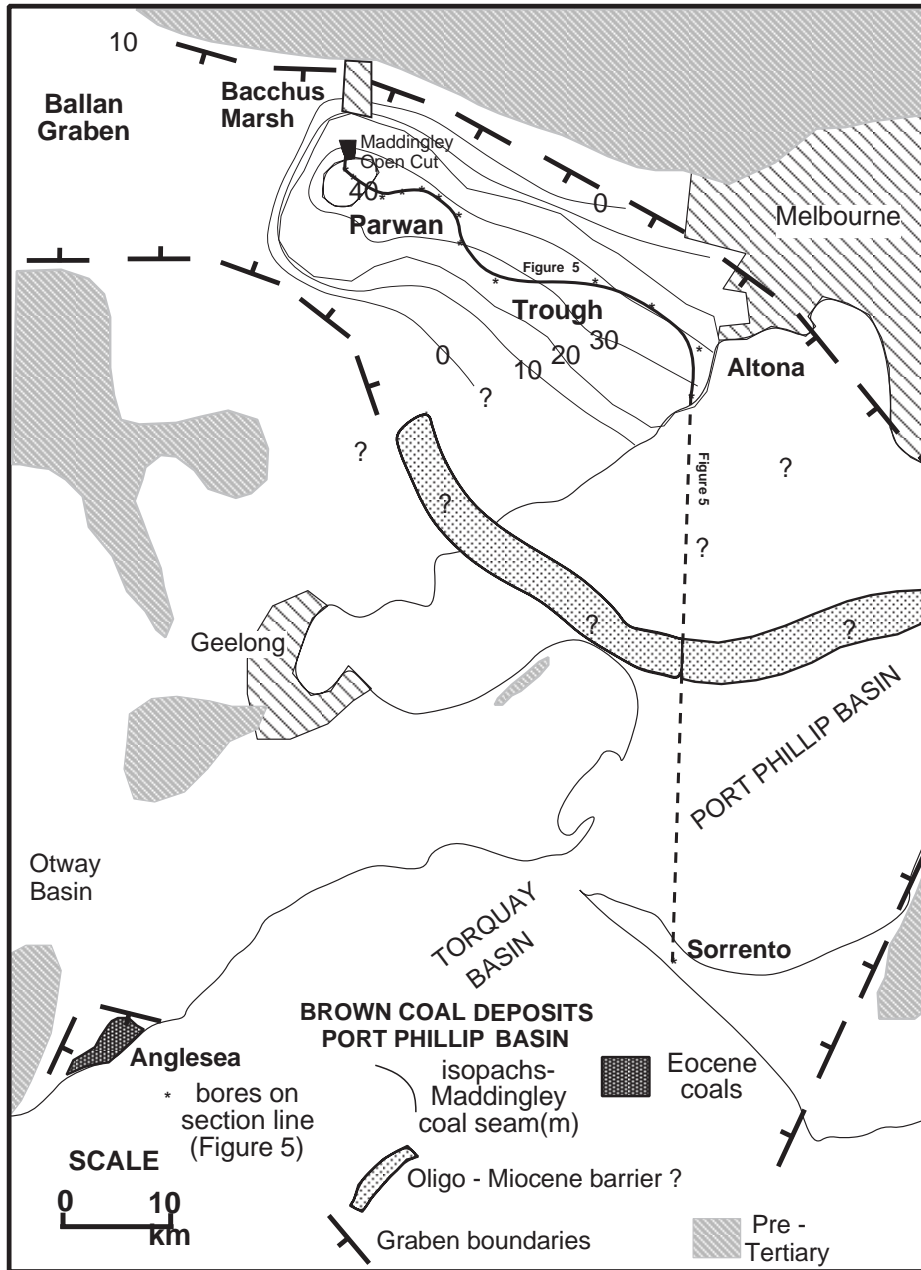 10
Ballan
Graben
Bacchus
Marsh
Maddingley
Open Cut
40
Parwan
0
Melbourne
Figure 5
Trough
0
10
20
30
Altona
?
?
?
Figure 5
?
?
?
?
Geelong
PORT PHILLIP BASIN
Otway
Basin
TORQUAY
BASIN
Sorrento
BROWN COAL DEPOSITS
PORT PHILLIP BASIN
Anglesea
* bores on
section line
(Figure 5)
isopachs-
Maddingley
coal seam(m)
Eocene
coals
SCALE
0 10
km
Oligo - Miocene barrier ?
Graben boundaries
Pre -
Tertiary